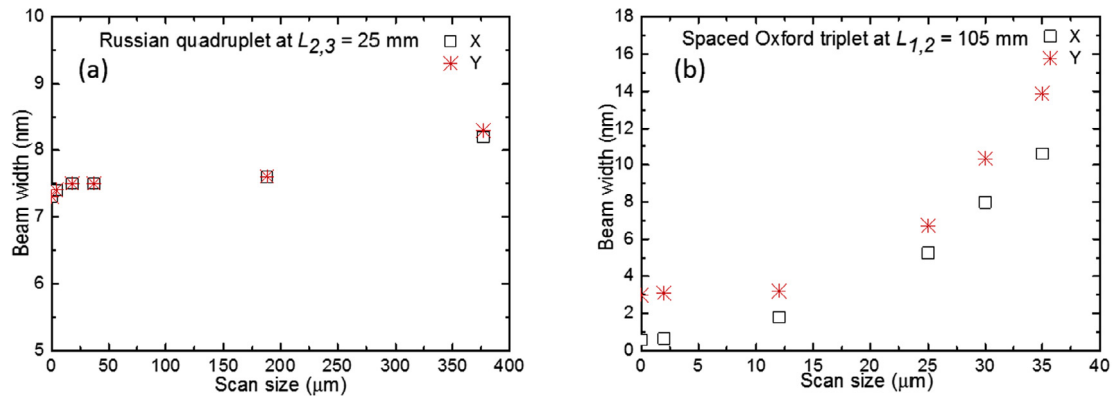 Russian quadruplet at L2,3 = 25 mm
(a)
X
Y
Beam width (nm)
10
9
8
7
6
5
0 50 100 150 200 250 300 350 400
Scan size (μm)
Spaced Oxford triplet at L1,2 = 105 mm
(b)
X
Y
Beam width (nm)
18
16
14
12
10
8
6
4
2
0
0 5 10 15 20 25 30 35 40
Scan size (μm)